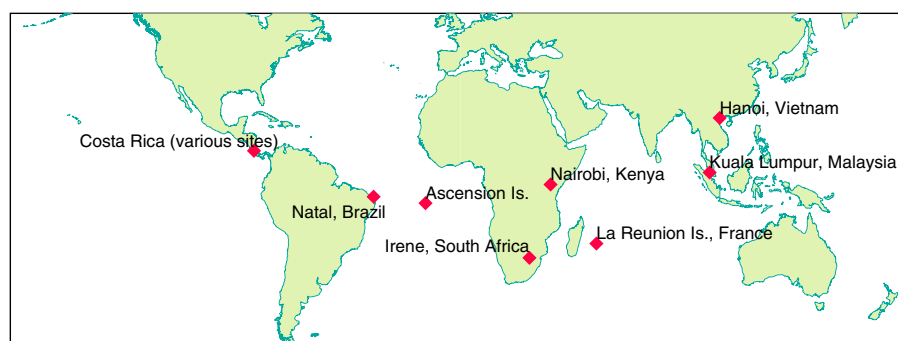 Hanoi, Vietnam
Costa Rica (various sites)
Kuala Lumpur, Malaysia
Nairobi, Kenya
Ascension Is.
Natal, Brazil
La Reunion Is., France
Irene, South Africa